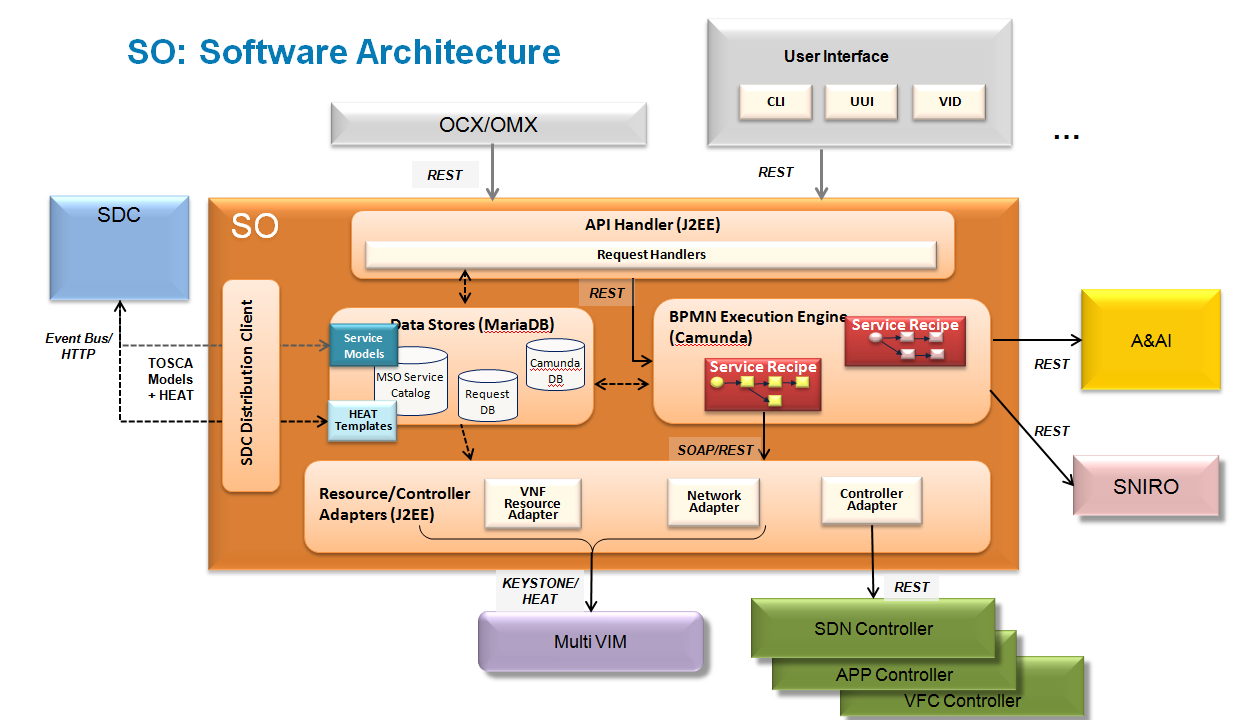 SO: Software Architecture
User Interface
CLI
UUI
VID
...
OCX/OMX
REST
REST
SDC
SO
API Handler (J2EE)
Request Handlers
Event Bus/
HTTP
TOSCA
Models
+ HEAT
SDC Distribution Client
REST
Data Stores (MariaDB)
Service
Models
MSO Service
Catalog
Request
DB
Camunda
DB
HEAT
Templates
BPMN Execution Engine
(Camunda)
Service Recipe
Service Recipe
REST
A&AI
REST
SNIRO
SOAP/REST
Resource/Controller
Adapters (J2EE)
VNF
Resource
Adapter
Network
Adapter
Controller
Adapter
KEYSTONE/
HEAT
REST
Multi VIM
SDN Controller
APP Controller
VFC Controller